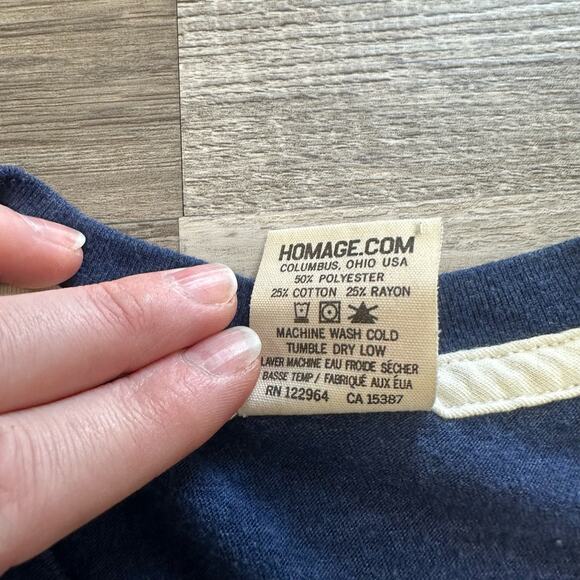 HOMAGE.COM
COLUMBUS, OHIO USA
50% POLYESTER
25% COTTON 25% RAYON
MACHINE WASH COLD
TUMBLE DRY LOW
LAVER MACHINE EAU FROIDE SÉCHER
BASSE TEMP / FABRIQUÉ AUX ÉUA
RN 122964 CA 15387